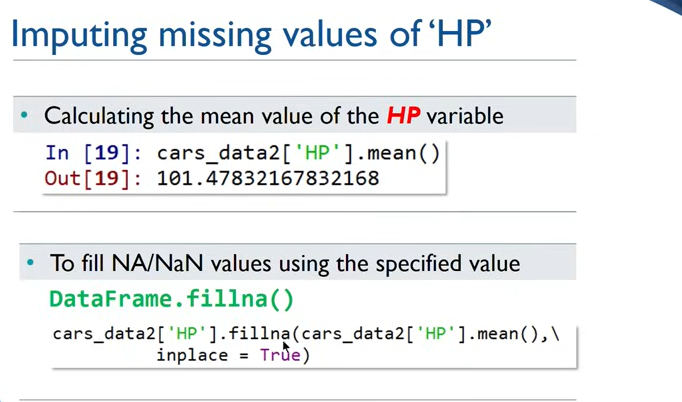 Imputing missing values of ‘HP’
• Calculating the mean value of the HP variable
In [19]: cars_data2['HP'].mean()
Out[19]: 101.47832167832168
• To fill NA/NaN values using the specified value
DataFrame.fillna()
cars_data2['HP'].fillna(cars_data2['HP'].mean(),\
inplace = True)